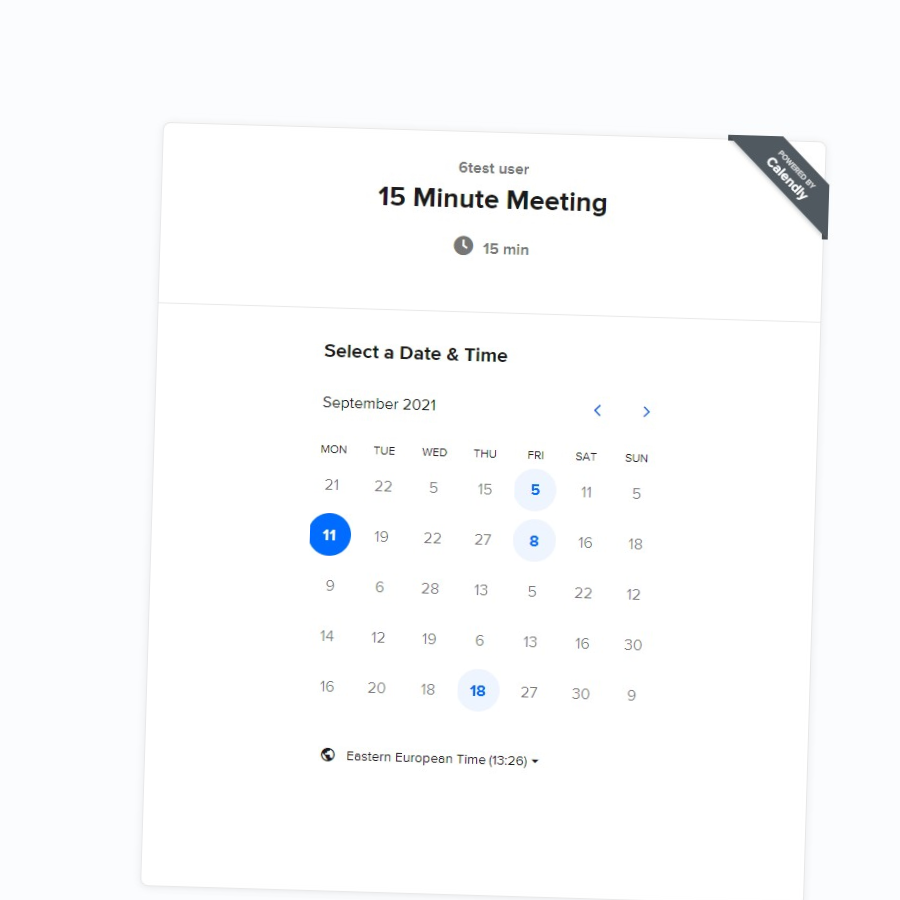 POWERED BY
Calendly
6test user
15 Minute Meeting
15 min
Select a Date & Time
September 2021
MON TUE WED THU FRI SAT SUN
21 22 5 15 5 11 5
11 19 22 27 8 16 18
9 6 28 13 5 22 12
14 12 19 6 13 16 30
16 20 18 18 27 30 9
Eastern European Time (13:26)